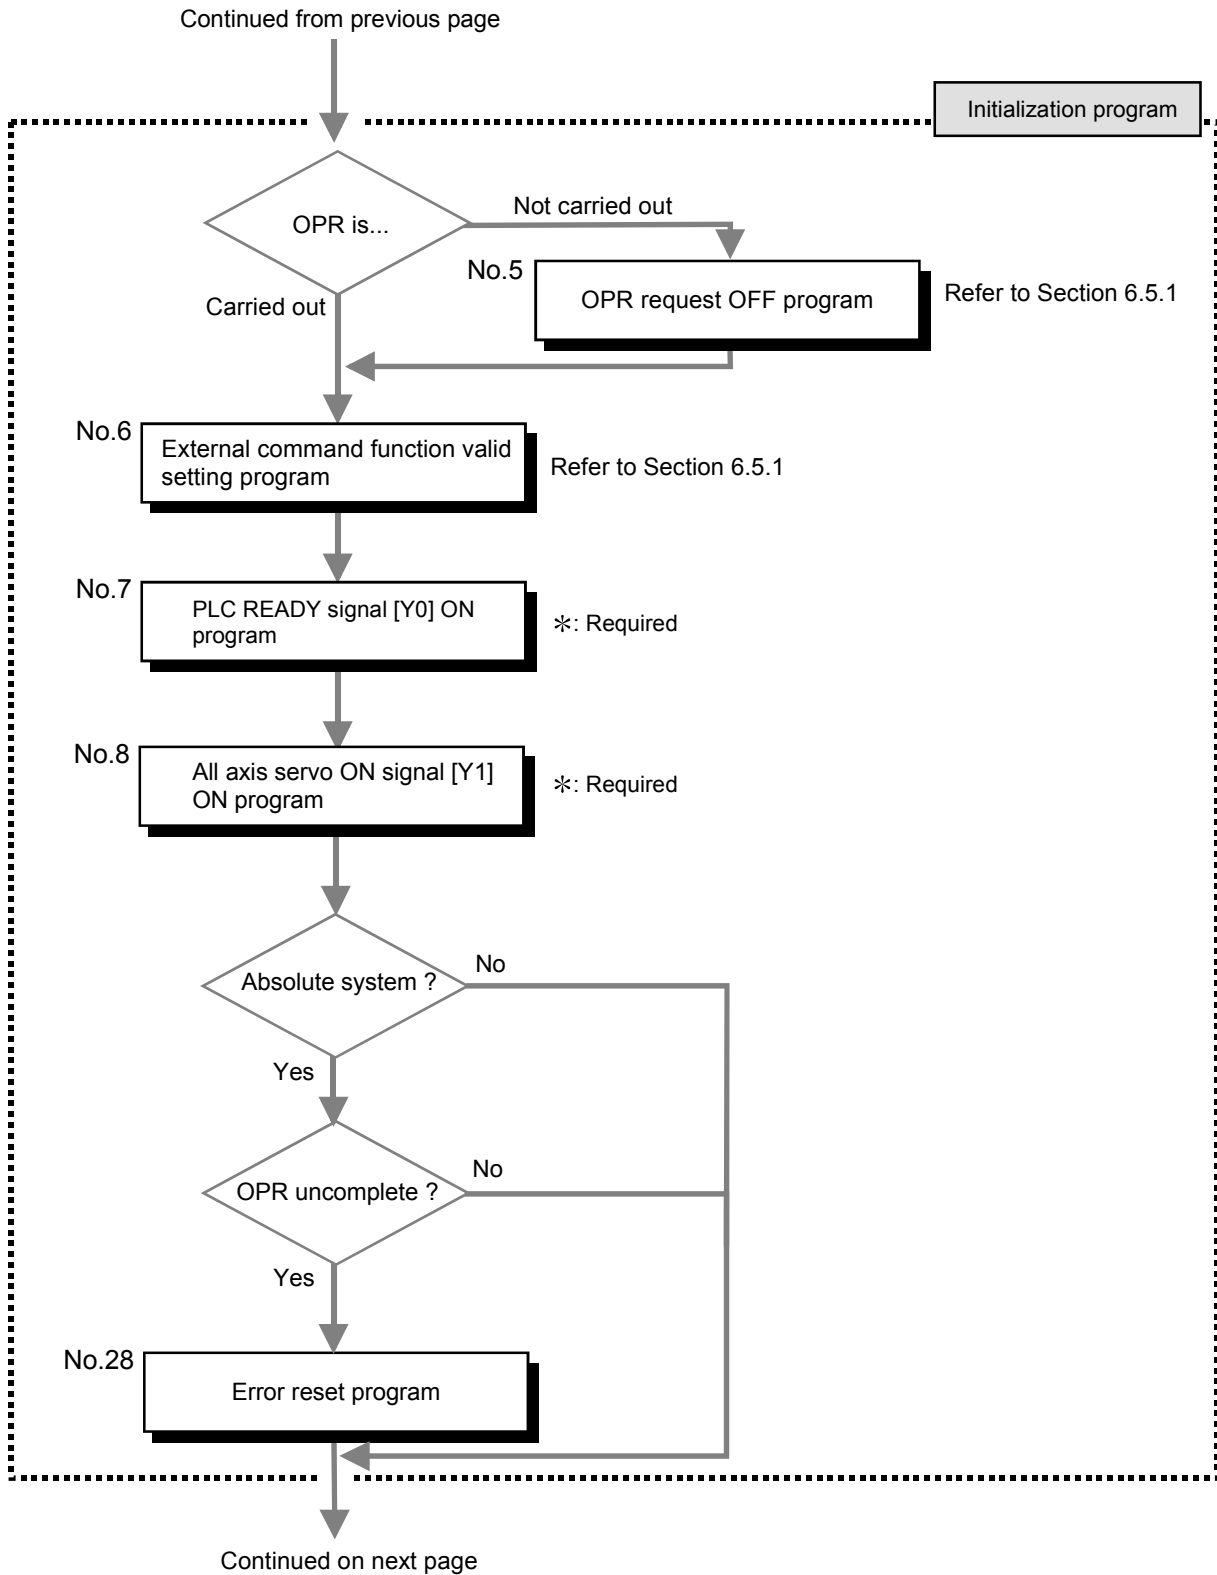 Continued from previous page
Initialization program
OPR is...
Not carried out
Carried out
No.5
OPR request OFF program
Refer to Section 6.5.1
No.6
External command function valid
setting program
Refer to Section 6.5.1
No.7
PLC READY signal [Y0] ON
program
*: Required
No.8
All axis servo ON signal [Y1]
ON program
*: Required
Absolute system ?
No
Yes
OPR uncomplete ?
No
Yes
No.28
Error reset program
Continued on next page